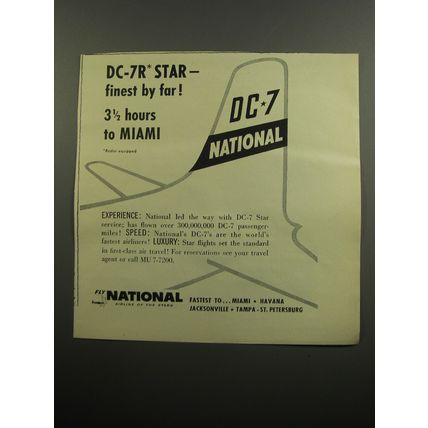 DC-7R* STAR—
finest by far!
3½ hours
to MIAMI
*Radar equipped
DC★7
NATIONAL
EXPERIENCE: National led the way with DC-7 Star
service; has flown over 300,000,000 DC-7 passenger-
miles! SPEED: National's DC-7's are the world's
fastest airliners! LUXURY: Star flights set the standard
in first-class air travel! For reservations see your travel
agent or call MU 7-7200.
FLY
NATIONAL
AIRLINE OF THE STARS
FASTEST TO...MIAMI • HAVANA
JACKSONVILLE • TAMPA - ST. PETERSBURG